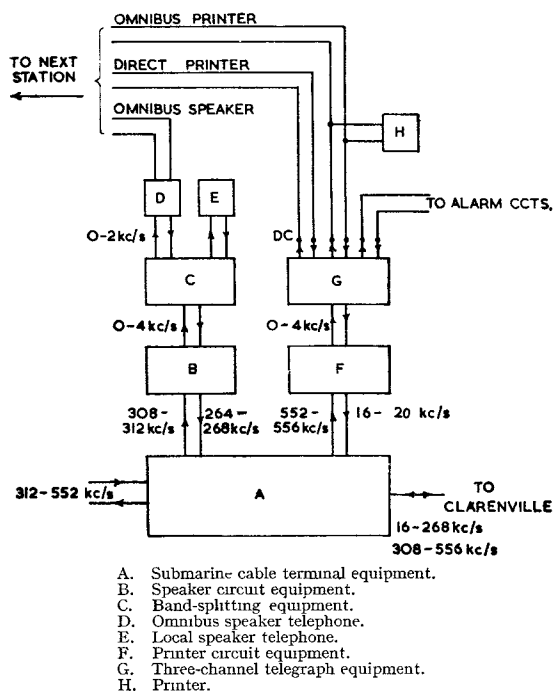 OMNIBUS PRINTER
TO NEXT
STATION
DIRECT PRINTER
OMNIBUS SPEAKER
H
D
E
TO ALARM CCTS.
0-2kc/s
DC
C
G
0-4kc/s
0-4kc/s
B
F
308-
312kc/s
264-
268kc/s
552-
556kc/s
16- 20 kc/s
312-552 kc/s
A
TO
CLARENVILLE
16-268kc/s
308-556kc/s
A. Submarine cable terminal equipment.
B. Speaker circuit equipment.
C. Band-splitting equipment.
D. Omnibus speaker telephone.
E. Local speaker telephone.
F. Printer circuit equipment.
G. Three-channel telegraph equipment.
H. Printer.